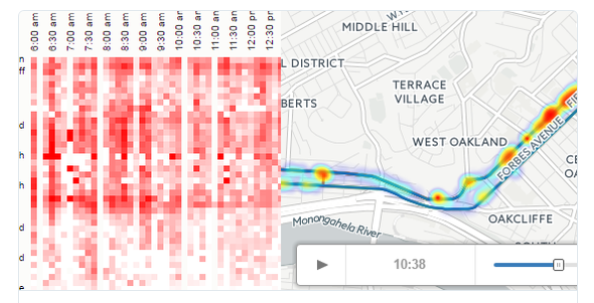 6:00 am
6:30 am
7:00 am
7:30 am
8:00 am
8:30 am
9:00 am
9:30 am
10:00 am
10:30 am
11:00 am
11:30 am
12:00 pm
12:30 pm
n
ff
d
h
h
d
d
e
MIDDLE HILL
L DISTRICT
TERRACE
VILLAGE
BERTS
WEST OAKLAND
FORBES AVENUE
FI
CE
OA
Monongahela River
OAKCLIFFE
10:38